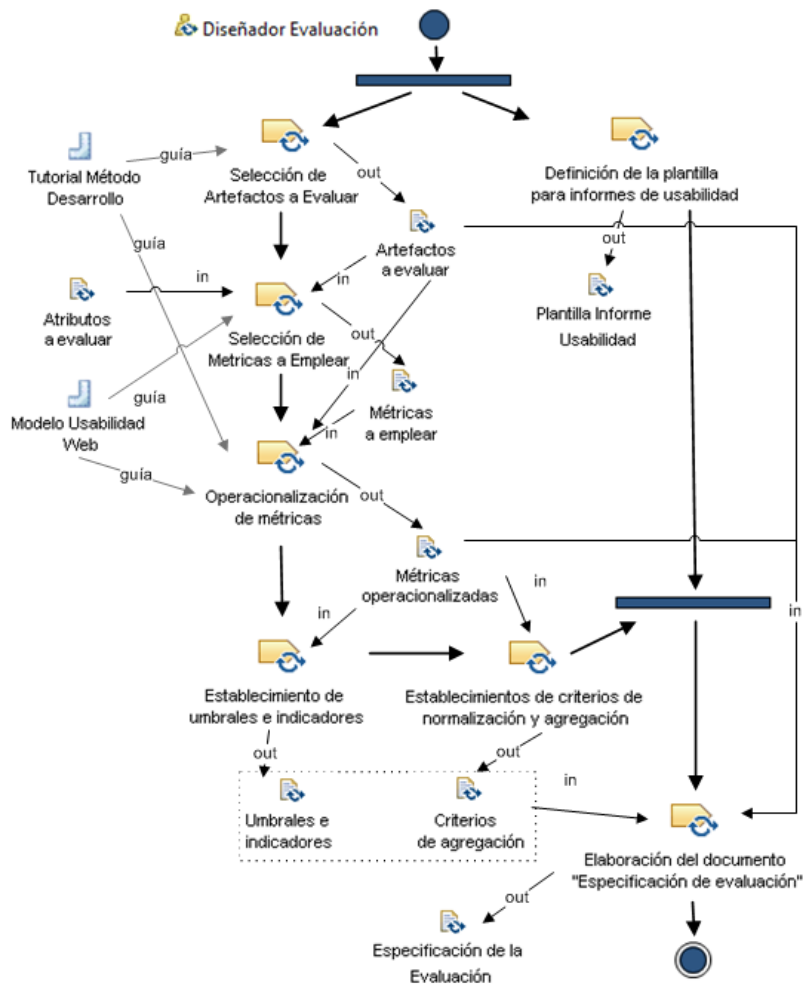 Diseñador Evaluación
guía
Selección de
Artefactos a Evaluar
out
Definición de la plantilla
para informes de usabilidad
Tutorial Método
Desarrollo
guía
Artefactos
a evaluar
out
in
in
Plantilla Informe
Usabilidad
Atributos
a evaluar
Selección de
Metricas a Emplear
out
in
guía
Métricas
a emplear
in
Modelo Usabilidad
Web
guía
Operacionalización
de métricas
out
Métricas
operacionalizadas
in
in
in
Establecimiento de
umbrales e indicadores
Establecimientos de criterios de
normalización y agregación
out
out
in
Umbrales e
indicadores
Criterios
de agregación
Elaboración del documento
"Especificación de evaluación"
out
Especificación de la
Evaluación